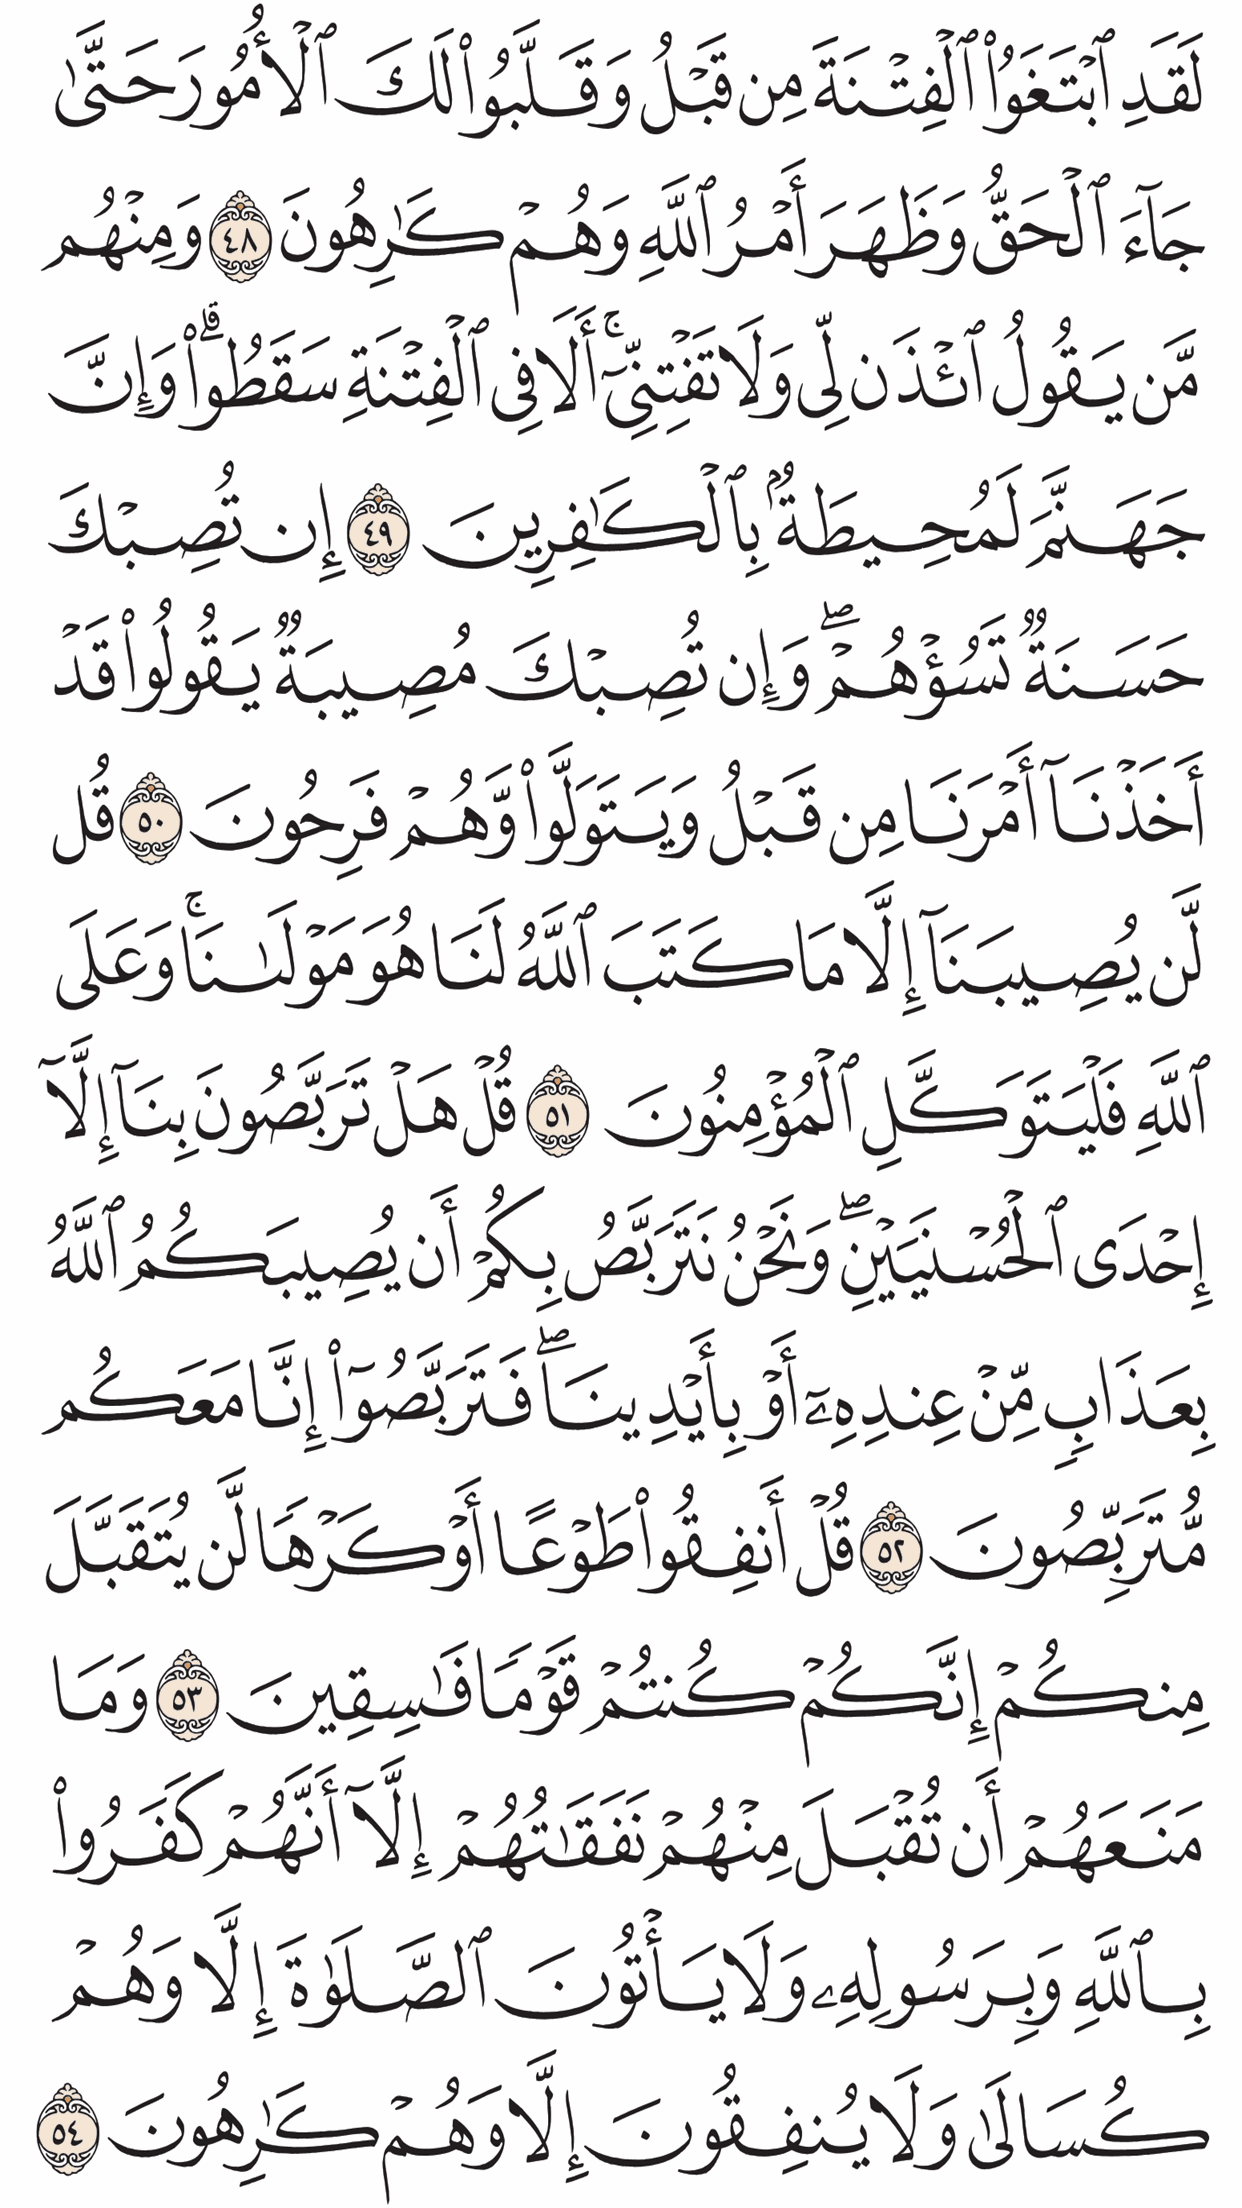 لَقَدِ ٱبْتَغَوُا۟ ٱلْفِتْنَةَ مِن قَبْلُ وَقَلَّبُوا۟ لَكَ ٱلْأُمُورَ حَتَّىٰ
جَآءَ ٱلْحَقُّ وَظَهَرَ أَمْرُ ٱللَّهِ وَهُمْ كَـٰرِهُونَ ٤٨ وَمِنْهُم
مَّن يَقُولُ ٱئْذَن لِّى وَلَا تَفْتِنِّىٓ ۚ أَلَا فِى ٱلْفِتْنَةِ سَقَطُوا۟ ۗ وَإِنَّ
جَهَنَّمَ لَمُحِيطَةٌۢ بِٱلْكَـٰفِرِينَ ٤٩ إِن تُصِبْكَ
حَسَنَةٌ تَسُؤْهُمْ ۖ وَإِن تُصِبْكَ مُصِيبَةٌ يَقُولُوا۟ قَدْ
أَخَذْنَآ أَمْرَنَا مِن قَبْلُ وَيَتَوَلَّوا۟ وَّهُمْ فَرِحُونَ ٥٠ قُل
لَّن يُصِيبَنَآ إِلَّا مَا كَتَبَ ٱللَّهُ لَنَا هُوَ مَوْلَىٰنَا ۚ وَعَلَى
ٱللَّهِ فَلْيَتَوَكَّلِ ٱلْمُؤْمِنُونَ ٥١ قُلْ هَلْ تَرَبَّصُونَ بِنَآ إِلَّآ
إِحْدَى ٱلْحُسْنَيَيْنِ ۖ وَنَحْنُ نَتَرَبَّصُ بِكُمْ أَن يُصِيبَكُمُ ٱللَّهُ
بِعَذَابٍ مِّنْ عِندِهِۦٓ أَوْ بِأَيْدِينَا ۖ فَتَرَبَّصُوٓا۟ إِنَّا مَعَكُم
مُّتَرَبِّصُونَ ٥٢ قُلْ أَنفِقُوا۟ طَوْعًا أَوْ كَرْهًا لَّن يُتَقَبَّلَ
مِنكُمْ إِنَّكُمْ كُنتُمْ قَوْمًا فَـٰسِقِينَ ٥٣ وَمَا
مَنَعَهُمْ أَن تُقْبَلَ مِنْهُمْ نَفَقَـٰتُهُمْ إِلَّآ أَنَّهُمْ كَفَرُوا۟
بِٱللَّهِ وَبِرَسُولِهِۦ وَلَا يَأْتُونَ ٱلصَّلَوٰةَ إِلَّا وَهُمْ
كُسَالَىٰ وَلَا يُنفِقُونَ إِلَّا وَهُمْ كَـٰرِهُونَ ٥٤